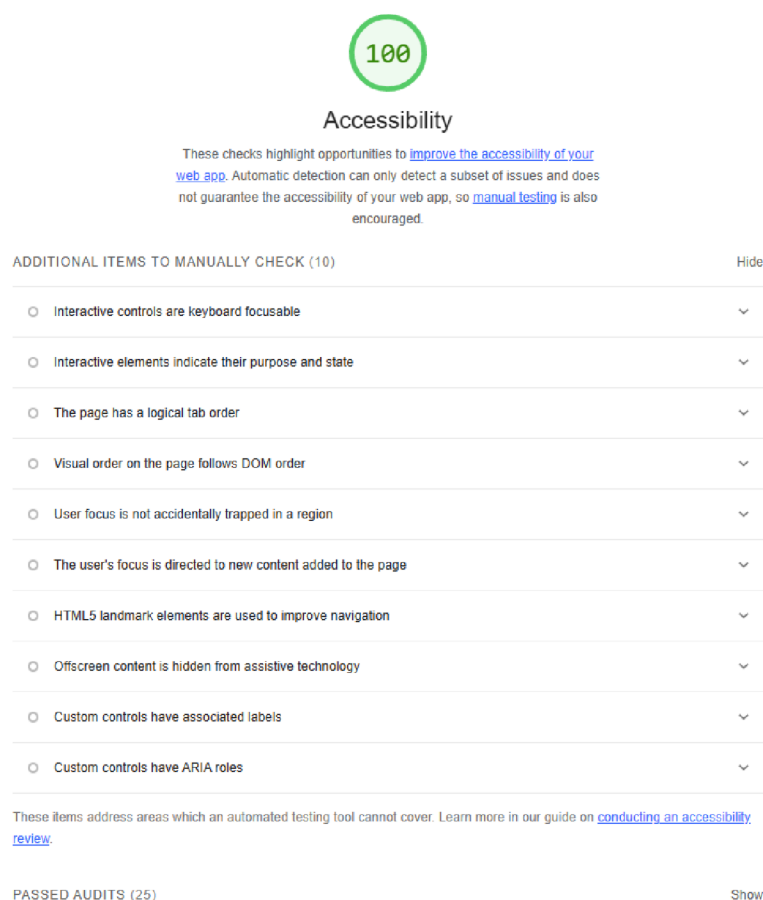 100
Accessibility
These checks highlight opportunities to improve the accessibility of your
web app. Automatic detection can only detect a subset of issues and does
not guarantee the accessibility of your web app, so manual testing is also
encouraged.
ADDITIONAL ITEMS TO MANUALLY CHECK (10) Hide
Interactive controls are keyboard focusable
Interactive elements indicate their purpose and state
The page has a logical tab order
Visual order on the page follows DOM order
User focus is not accidentally trapped in a region
The user's focus is directed to new content added to the page
HTML5 landmark elements are used to improve navigation
Offscreen content is hidden from assistive technology
Custom controls have associated labels
Custom controls have ARIA roles
These items address areas which an automated testing tool cannot cover. Learn more in our guide on conducting an accessibility
review.
PASSED AUDITS (25) Show